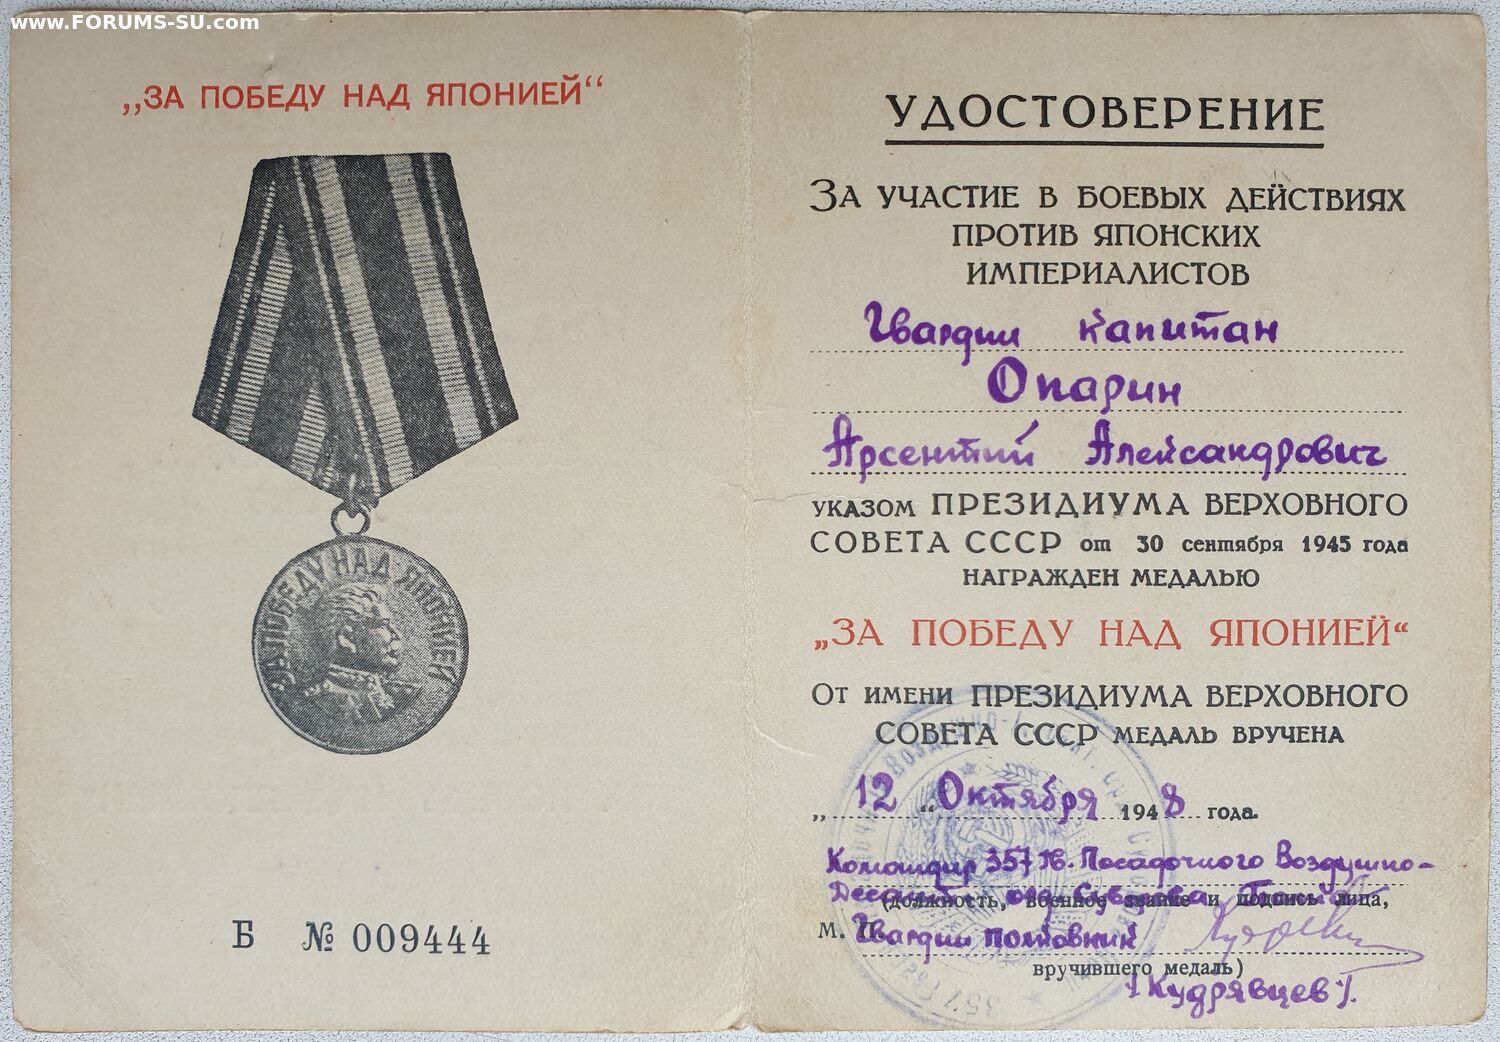 www.FORUMS-SU.com
„ЗА ПОБЕДУ НАД ЯПОНИЕЙ“
ЗА ПОБЕДУ НАД ЯПОНИЕЙ
Б № 009444
УДОСТОВЕРЕНИЕ
ЗА УЧАСТИЕ В БОЕВЫХ ДЕЙСТВИЯХ
ПРОТИВ ЯПОНСКИХ
ИМПЕРИАЛИСТОВ
Гвардии капитан
Опарин
Арсентий Александрович
УКАЗОМ ПРЕЗИДИУМА ВЕРХОВНОГО
СОВЕТА СССР от 30 сентября 1945 года
НАГРАЖДЕН МЕДАЛЬЮ
„ЗА ПОБЕДУ НАД ЯПОНИЕЙ“
ОТ ИМЕНИ ПРЕЗИДИУМА ВЕРХОВНОГО
СОВЕТА СССР МЕДАЛЬ ВРУЧЕНА
„12“ Октября 1948 года.
Командир 357 Гв. Посадочного Воздушно-
орд. Суворова
(должность, военное звание и подпись лица,
М. П. Гвардии полковник
вручившего медаль)
(Кудрявцев).